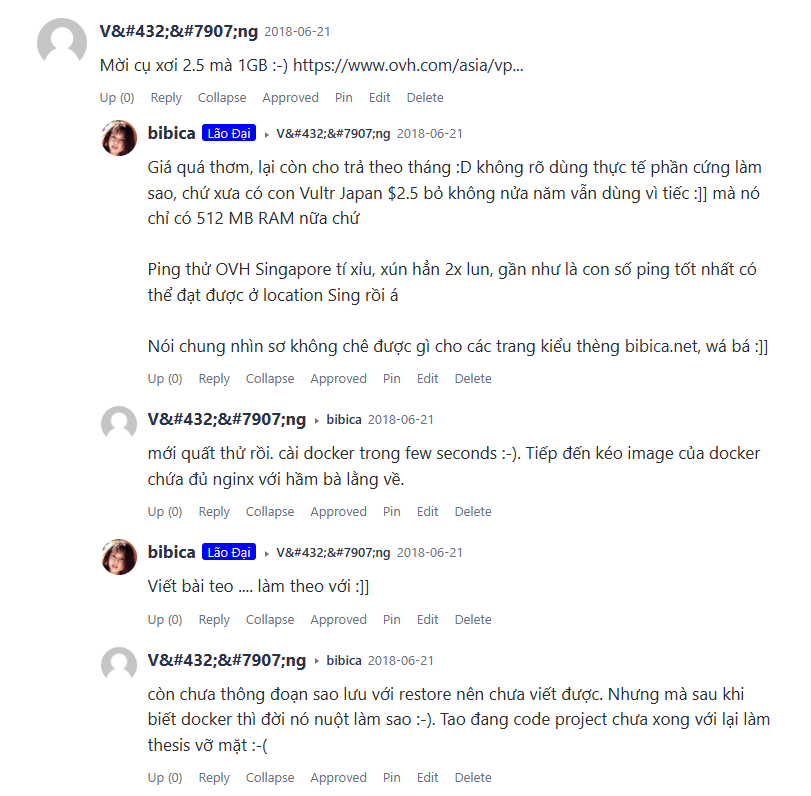 V&#432;&#7907;ng 2018-06-21
Mời cụ xơi 2.5 mà 1GB :-) https://www.ovh.com/asia/vp...
Up (0) Reply Collapse Approved Pin Edit Delete
bibica Lão Đại ▸ V&#432;&#7907;ng 2018-06-21
Giá quá thơm, lại còn cho trả theo tháng :D không rõ dùng thực tế phần cứng làm
sao, chứ xưa có con Vultr Japan $2.5 bỏ không nửa năm vẫn dùng vì tiếc :]] mà nó
chỉ có 512 MB RAM nữa chứ
Ping thử OVH Singapore tí xỉu, xún hẳn 2x lun, gần như là con số ping tốt nhất có
thể đạt được ở location Sing rồi á
Nói chung nhìn sơ không chê được gì cho các trang kiểu thèng bibica.net, wá bá :]]
Up (0) Reply Collapse Approved Pin Edit Delete
V&#432;&#7907;ng ▸ bibica 2018-06-21
mới quất thử rồi. cài docker trong few seconds :-). Tiếp đến kéo image của docker
chứa đủ nginx với hầm bà lằng về.
Up (0) Reply Collapse Approved Pin Edit Delete
bibica Lão Đại ▸ V&#432;&#7907;ng 2018-06-21
Viết bài teo .... làm theo với :]]
Up (0) Reply Collapse Approved Pin Edit Delete
V&#432;&#7907;ng ▸ bibica 2018-06-21
còn chưa thông đoạn sao lưu với restore nên chưa viết được. Nhưng mà sau khi
biết docker thì đời nó nuột làm sao :-). Tao đang code project chưa xong với lại làm
thesis vỡ mặt :-(
Up (0) Reply Collapse Approved Pin Edit Delete